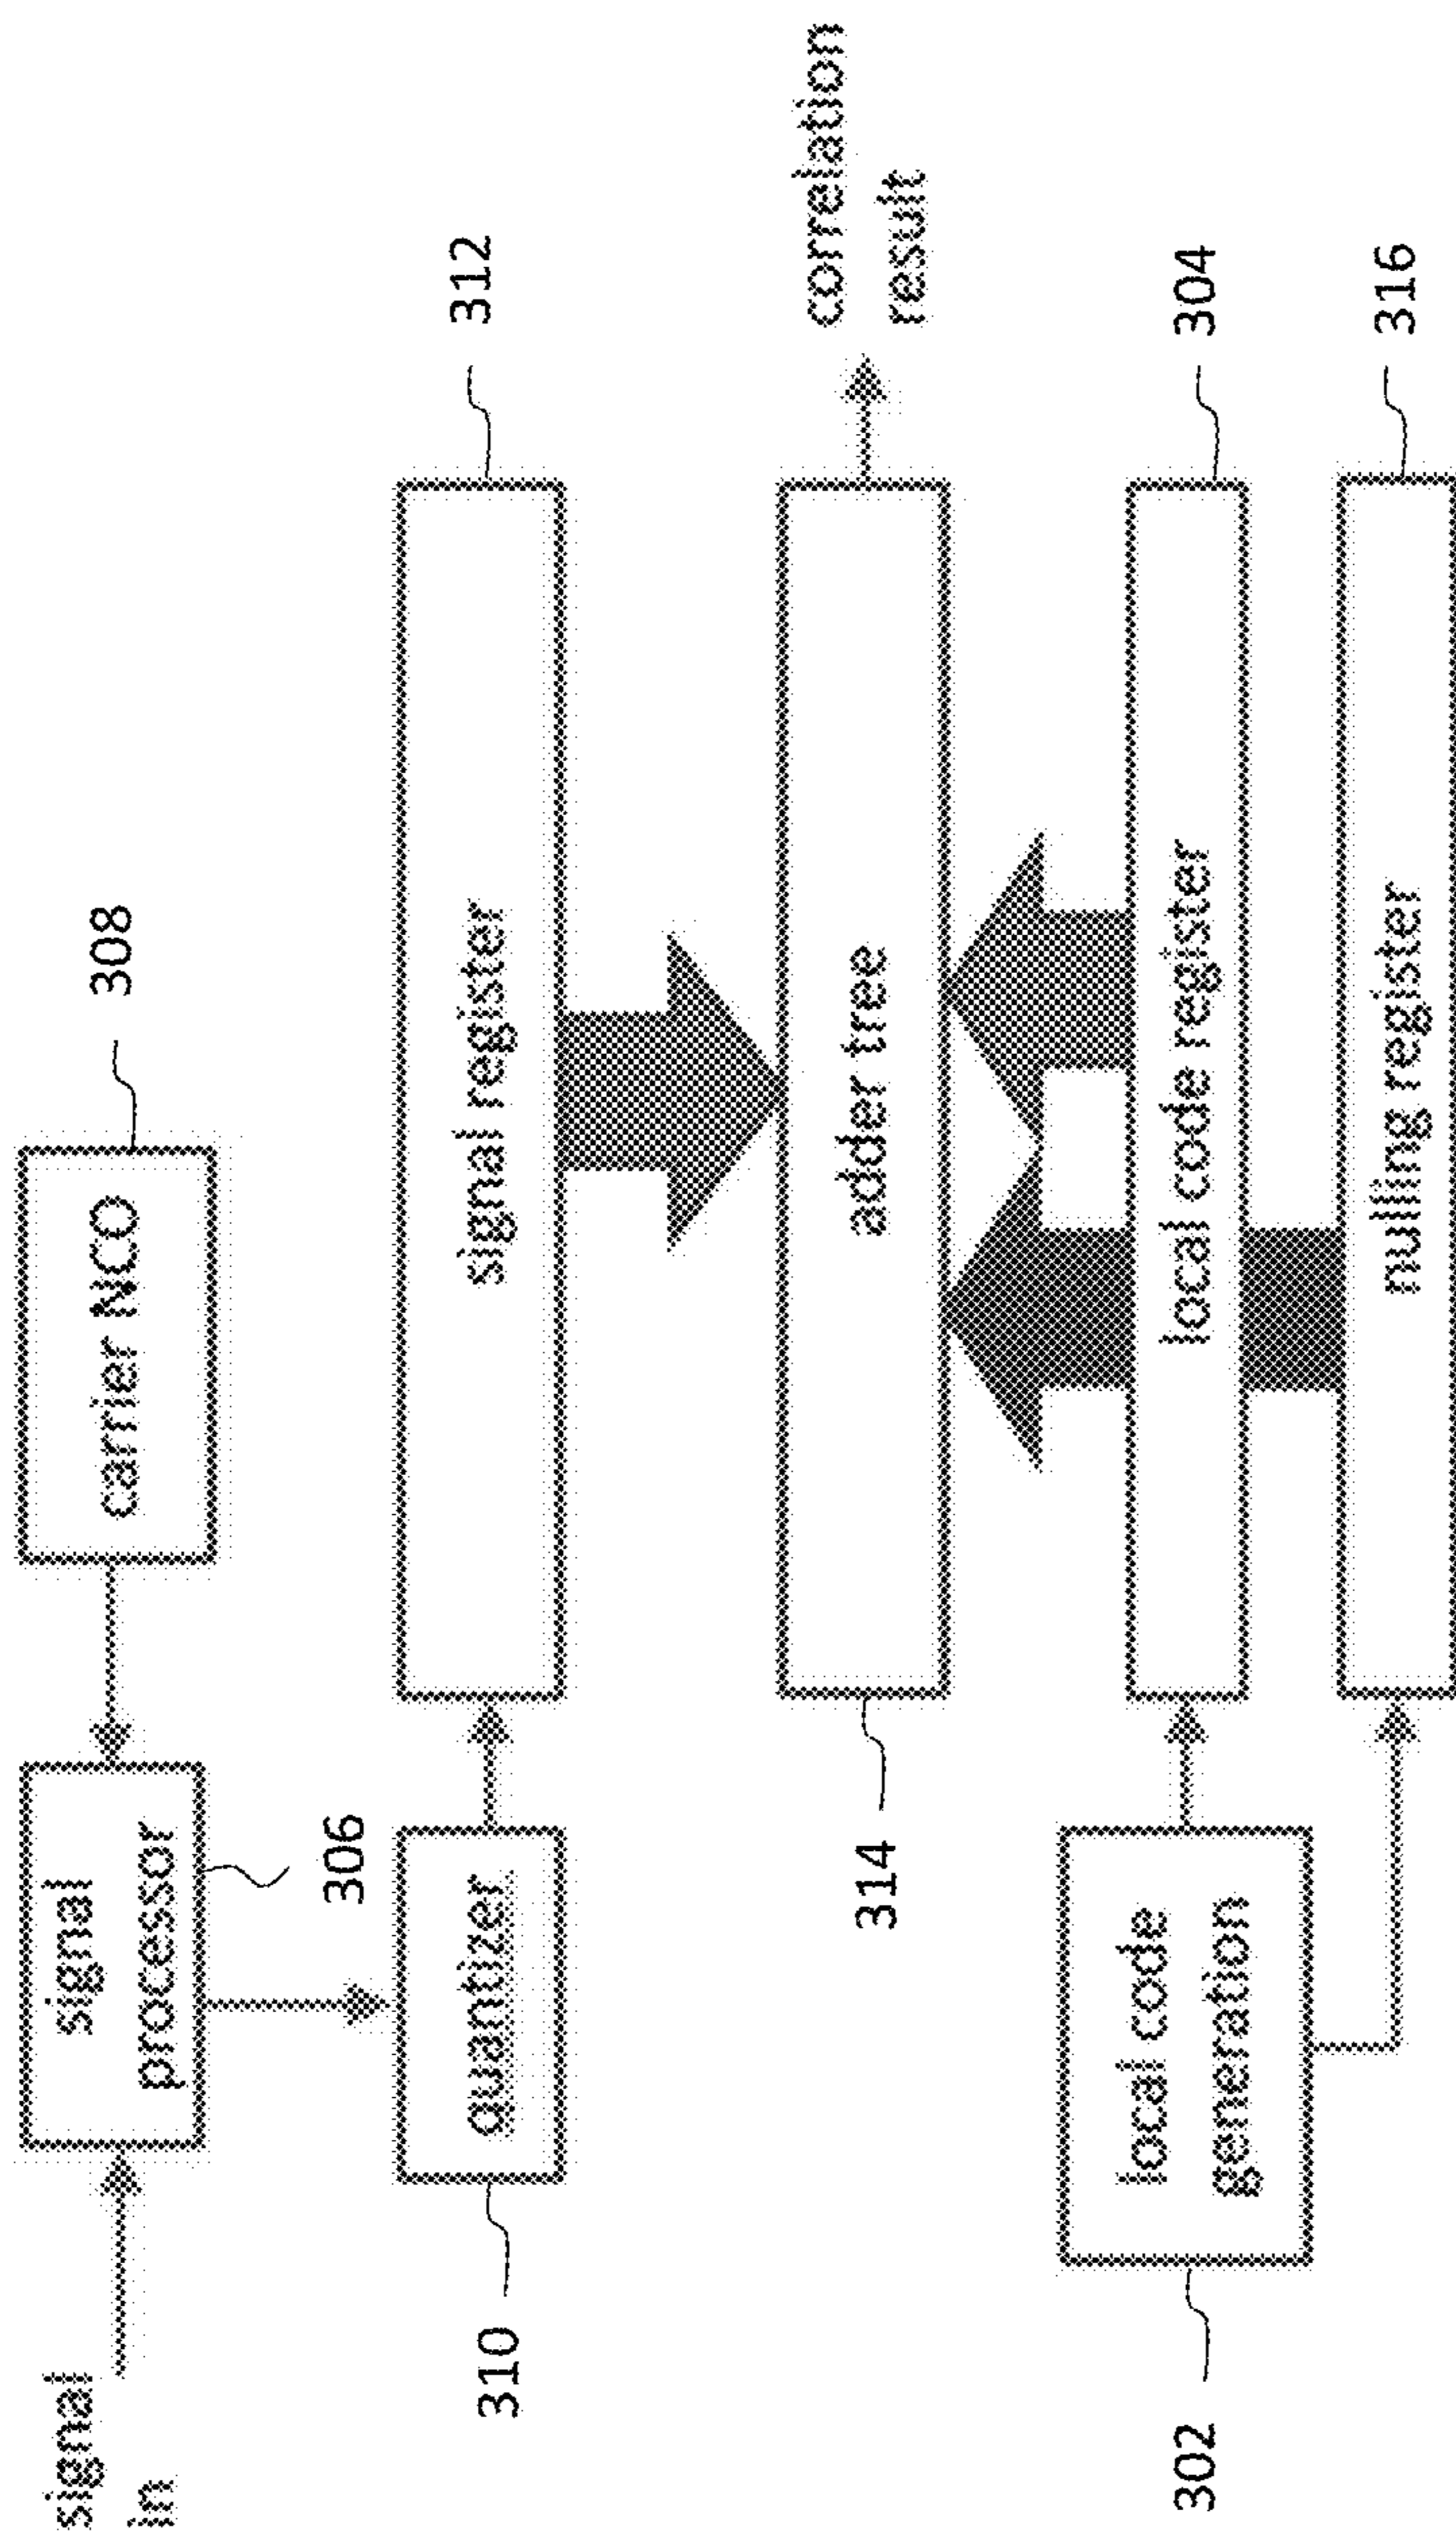 signal
in
signal
processor
306
carrier NCO
308
310
quantizer
signal register
312
314
adder tree
correlation
result
302
local code
generation
local code register
304
nulling register
316